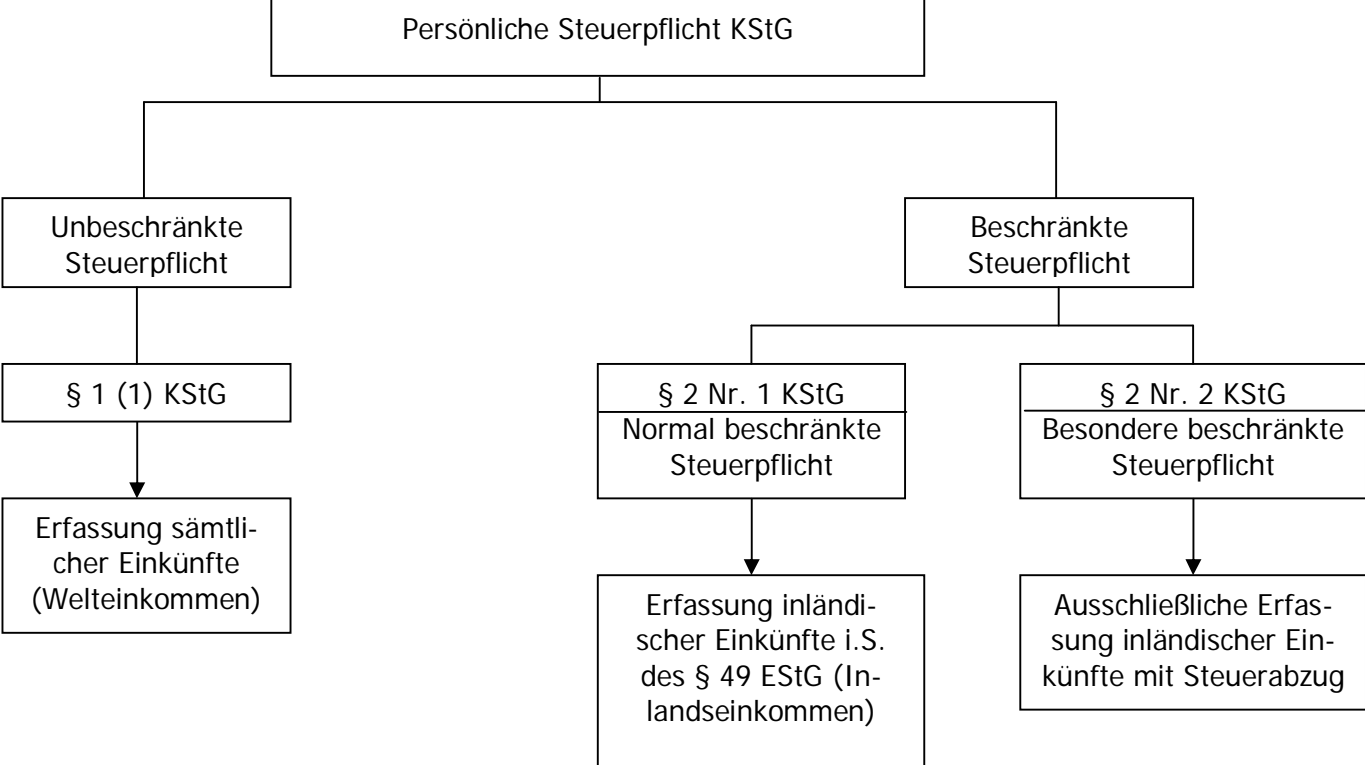 Persönliche Steuerpflicht KStG
Unbeschränkte
Steuerpflicht
Beschränkte
Steuerpflicht
§ 1 (1) KStG
§ 2 Nr. 1 KStG
Normal beschränkte
Steuerpflicht
§ 2 Nr. 2 KStG
Besondere beschränkte
Steuerpflicht
Erfassung sämtli-
cher Einkünfte
(Welteinkommen)
Erfassung inländi-
scher Einkünfte i.S.
des § 49 EStG (In-
landseinkommen)
Ausschließliche Erfas-
sung inländischer Ein-
künfte mit Steuerabzug